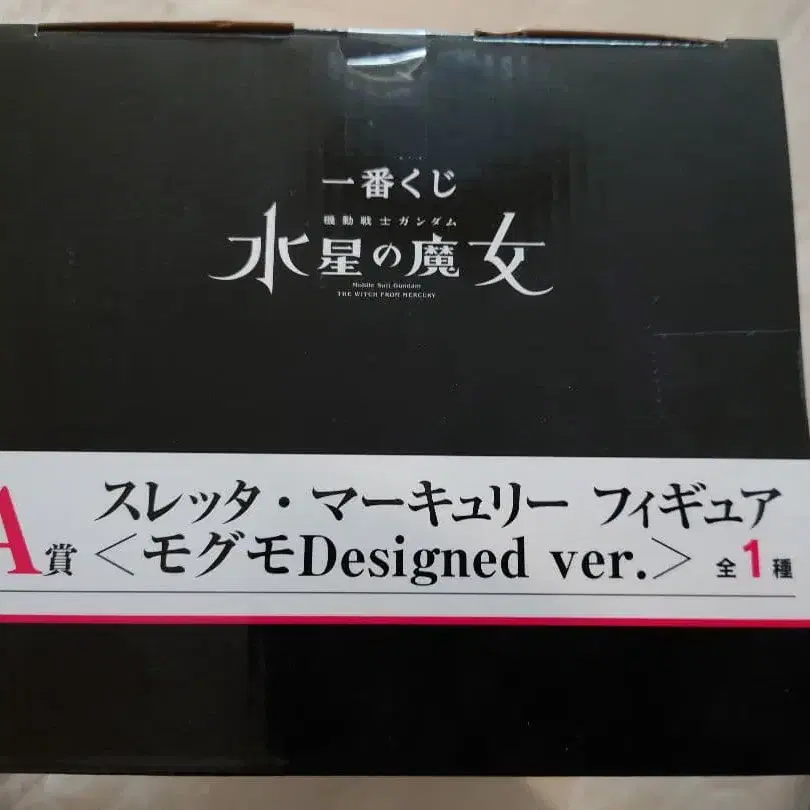 一番くじ
機動戦士ガンダム
水星の魔女
Mobile Suit Gundam
THE WITCH FROM MERCURY
A賞 スレッタ・マーキュリー フィギュア
＜モグモDesigned ver.＞ 全1種